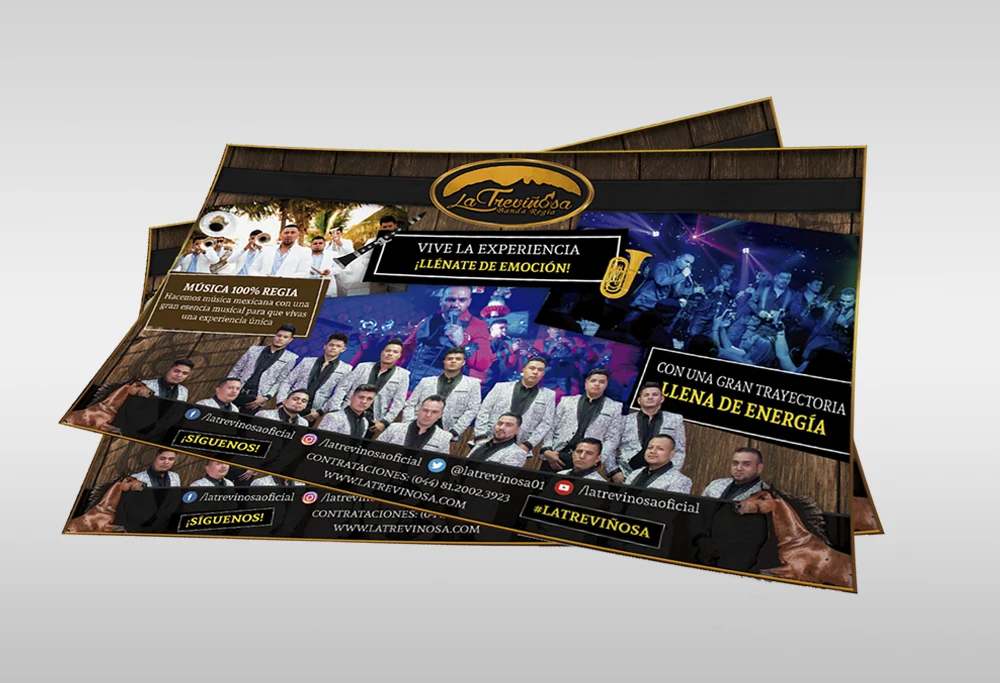 La Treviñosa
Banda Regia
VIVE LA EXPERIENCIA
¡LLÉNATE DE EMOCIÓN!
MÚSICA 100% REGIA
Hacemos música mexicana con una
gran esencia musical para que vivas
una experiencia única
CON UNA GRAN TRAYECTORIA
LLENA DE ENERGÍA
/latrevinosaoficial
/latrevinosaoficial
@latrevinosa01
/latrevinosaoficial
¡SÍGUENOS!
CONTRATACIONES: (044) 81.2002.3923
WWW.LATREVINOSA.COM
#LATREVIÑOSA
/latrevinosaoficial
/latrevin
¡SÍGUENOS!
CONTRATACIONES: (04
WWW.LATREVINOSA.COM